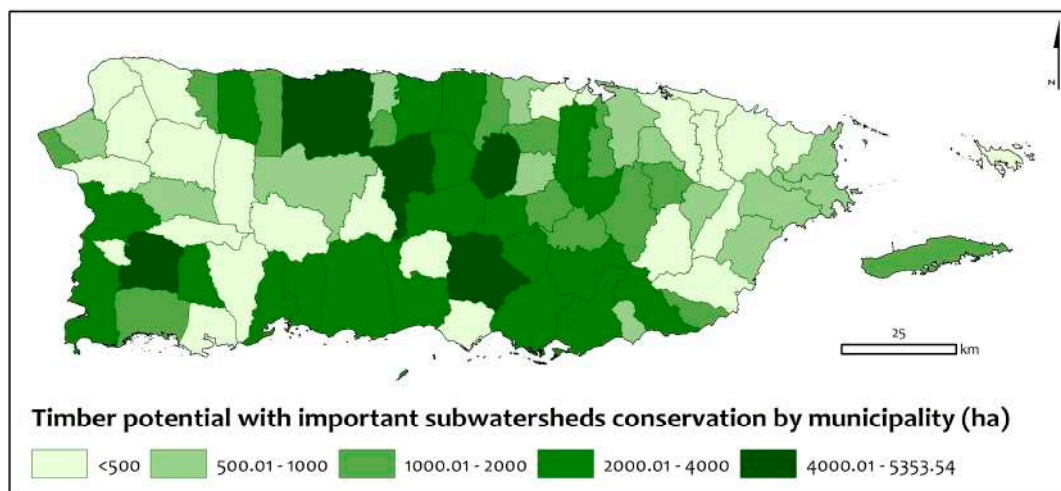 N
25
km
Timber potential with important subwatersheds conservation by municipality (ha)
<500 500.01 - 1000 1000.01 - 2000 2000.01 - 4000 4000.01 - 5353.54